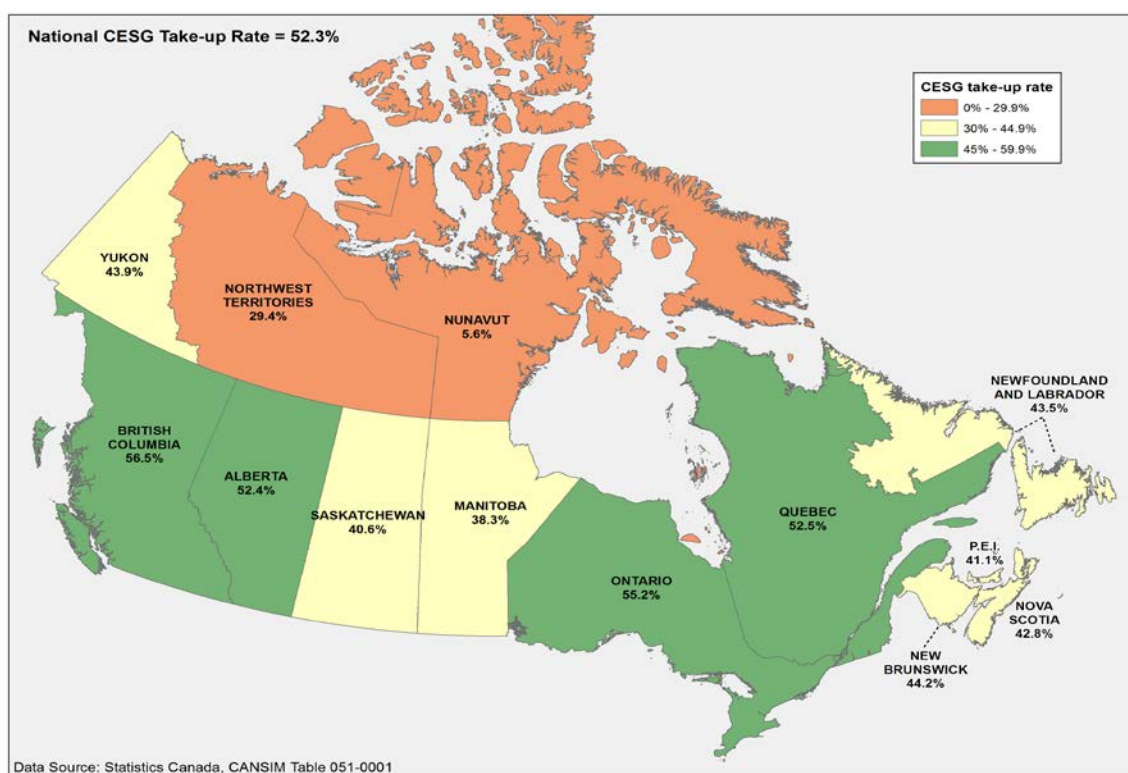 National CESG Take-up Rate = 52.3%
CESG take-up rate
0% - 29.9%
30% - 44.9%
45% - 59.9%
YUKON
43.9%
NORTHWEST
TERRITORIES
29.4%
NUNAVUT
5.6%
NEWFOUNDLAND
AND LABRADOR
43.5%
BRITISH
COLUMBIA
56.5%
ALBERTA
52.4%
SASKATCHEWAN
40.6%
MANITOBA
38.3%
QUEBEC
52.5%
P.E.I.
41.1%
ONTARIO
55.2%
NOVA
SCOTIA
42.8%
NEW
BRUNSWICK
44.2%
Data Source: Statistics Canada, CANSIM Table 051-0001